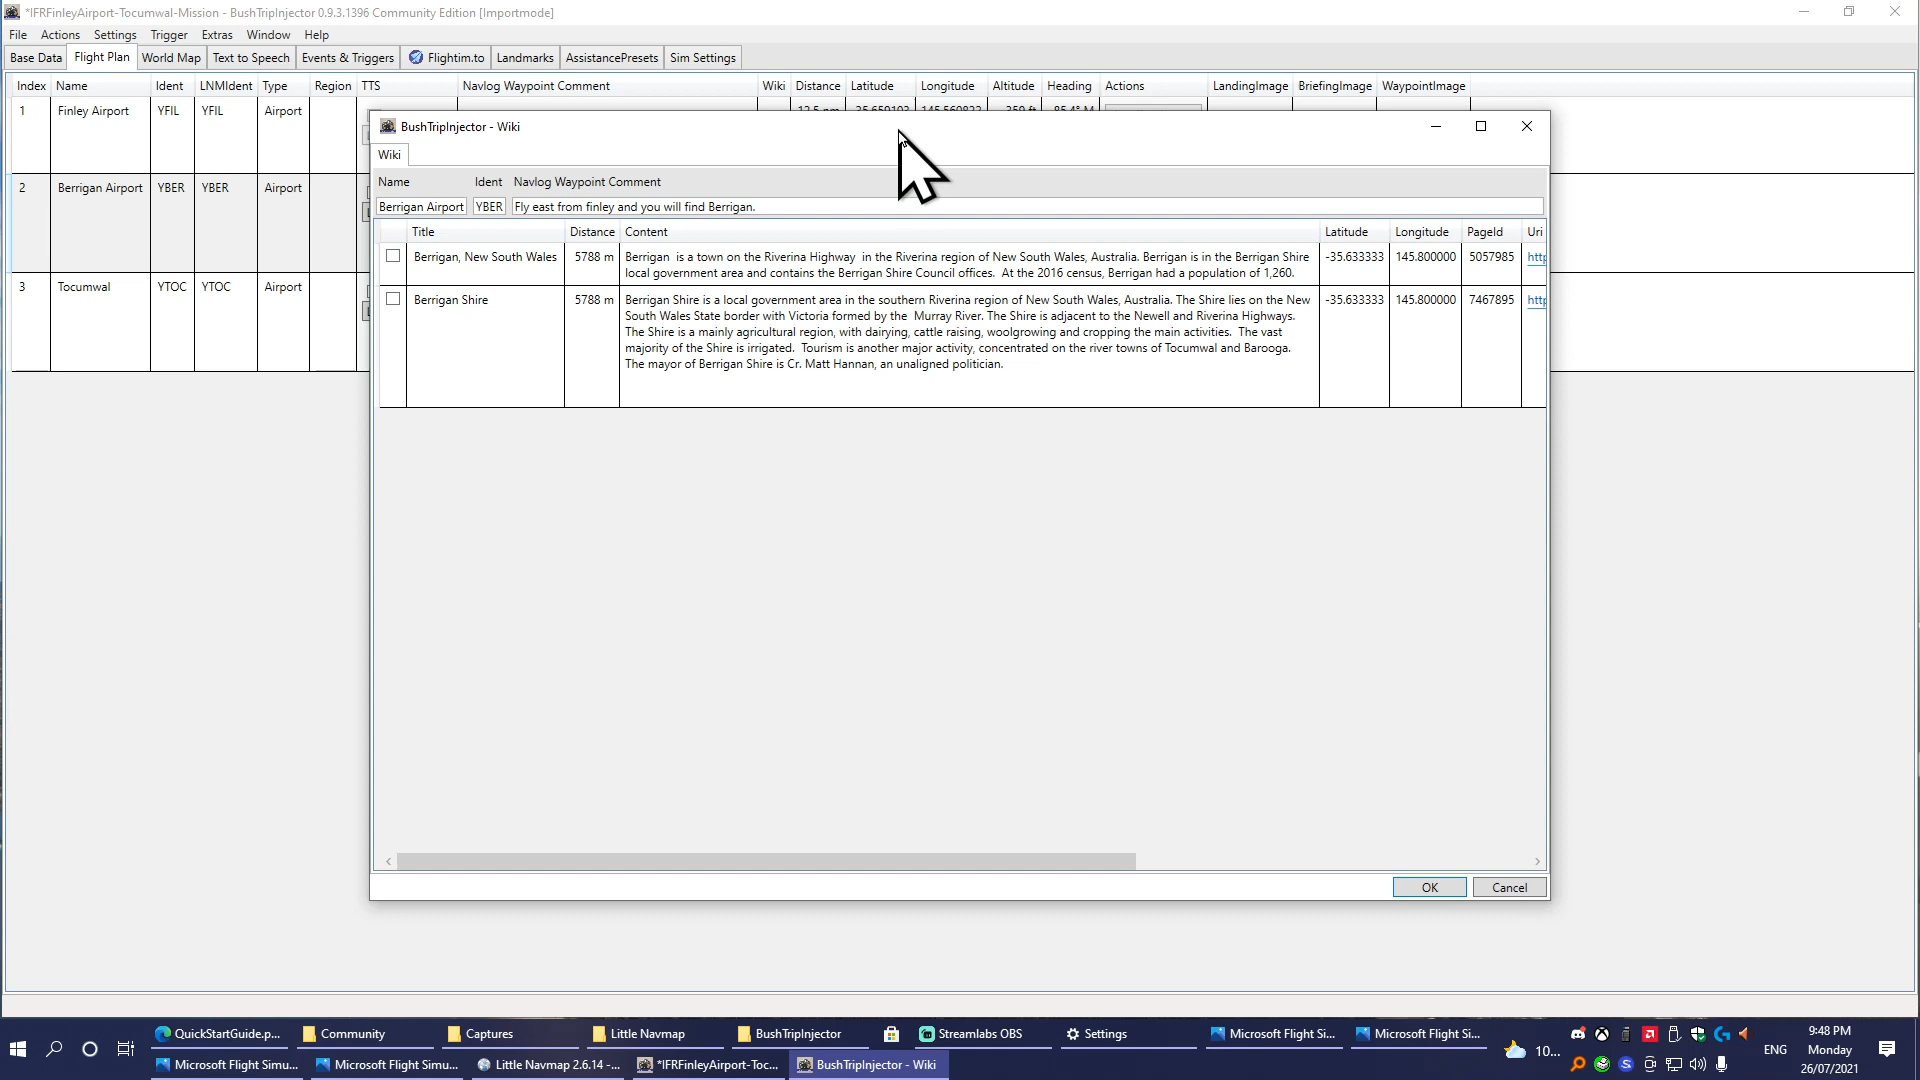 *IFRFinleyAirport-Tocumwal-Mission - BushTripInjector 0.9.3.1396 Community Edition [Importmode]
File Actions Settings Trigger Extras Window Help
Base Data Flight Plan World Map Text to Speech Events & Triggers Flightim.to Landmarks AssistancePresets Sim Settings
Index Name Ident LNMIdent Type Region TTS Navlog Waypoint Comment Wiki Distance Latitude Longitude Altitude Heading Actions LandingImage BriefingImage WaypointImage
1 Finley Airport YFIL YFIL Airport
2 Berrigan Airport YBER YBER Airport
3 Tocumwal YTOC YTOC Airport
BushTripInjector - Wiki
Wiki
Name Ident Navlog Waypoint Comment
Berrigan Airport YBER Fly east from finley and you will find Berrigan.
Title Distance Content Latitude Longitude PageId Uri
Berrigan, New South Wales 5788 m Berrigan is a town on the Riverina Highway in the Riverina region of New South Wales, Australia. Berrigan is in the Berrigan Shire -35.633333 145.800000 5057985 http
local government area and contains the Berrigan Shire Council offices. At the 2016 census, Berrigan had a population of 1,260.
Berrigan Shire 5788 m Berrigan Shire is a local government area in the southern Riverina region of New South Wales, Australia. The Shire lies on the New -35.633333 145.800000 7467895 http
South Wales State border with Victoria formed by the Murray River. The Shire is adjacent to the Newell and Riverina Highways.
The Shire is a mainly agricultural region, with dairying, cattle raising, woolgrowing and cropping the main activities. The vast
majority of the Shire is irrigated. Tourism is another major activity, concentrated on the river towns of Tocumwal and Barooga.
The mayor of Berrigan Shire is Cr. Matt Hannan, an unaligned politician.
OK Cancel
QuickStartGuide.p... Community Captures Little Navmap BushTripInjector Streamlabs OBS Settings Microsoft Flight Si... Microsoft Flight Si...
Microsoft Flight Simu... Microsoft Flight Simu... Little Navmap 2.6.14 -... *IFRFinleyAirport-Toc... BushTripInjector - Wiki
10... ENG
9:48 PM
Monday
26/07/2021